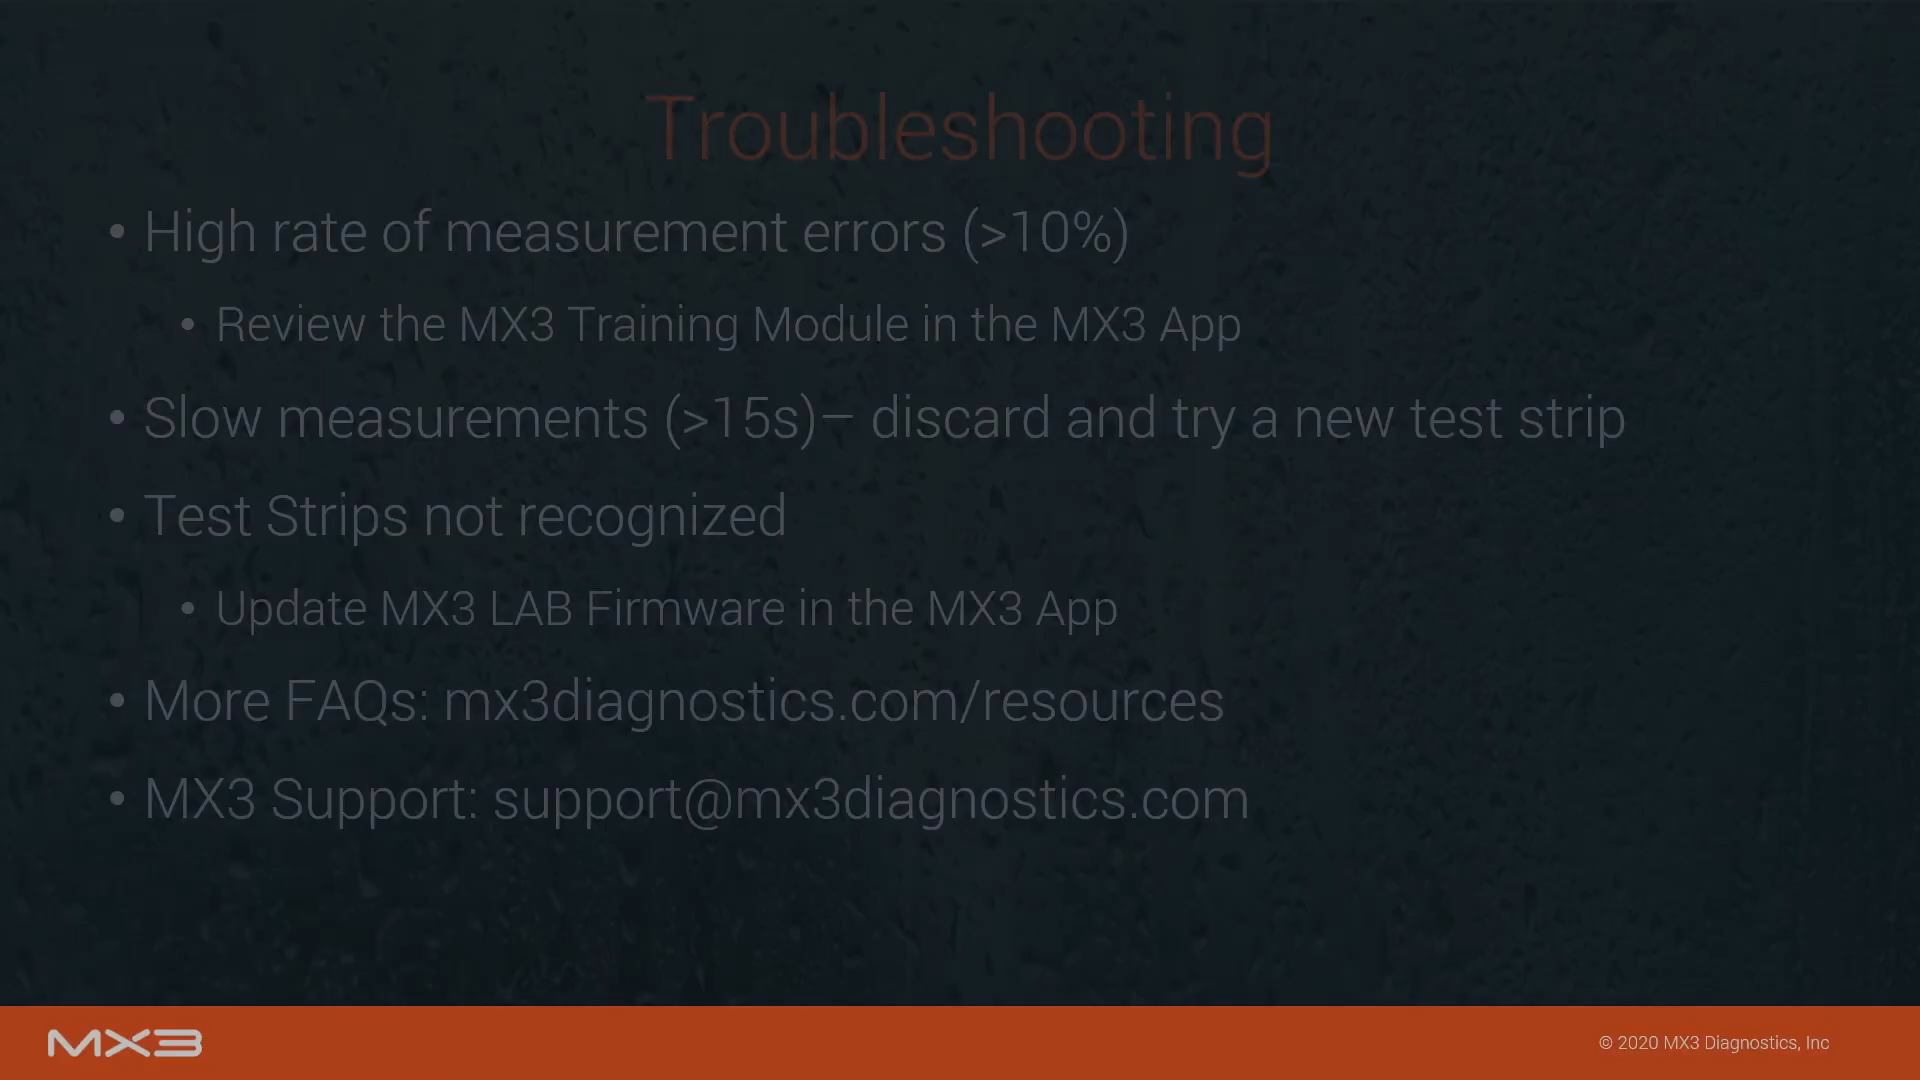 Troubleshooting
• High rate of measurement errors (>10%)
• Review the MX3 Training Module in the MX3 App
• Slow measurements (>15s)– discard and try a new test strip
• Test Strips not recognized
• Update MX3 LAB Firmware in the MX3 App
• More FAQs: mx3diagnostics.com/resources
• MX3 Support: support@mx3diagnostics.com
MX3
© 2020 MX3 Diagnostics, Inc